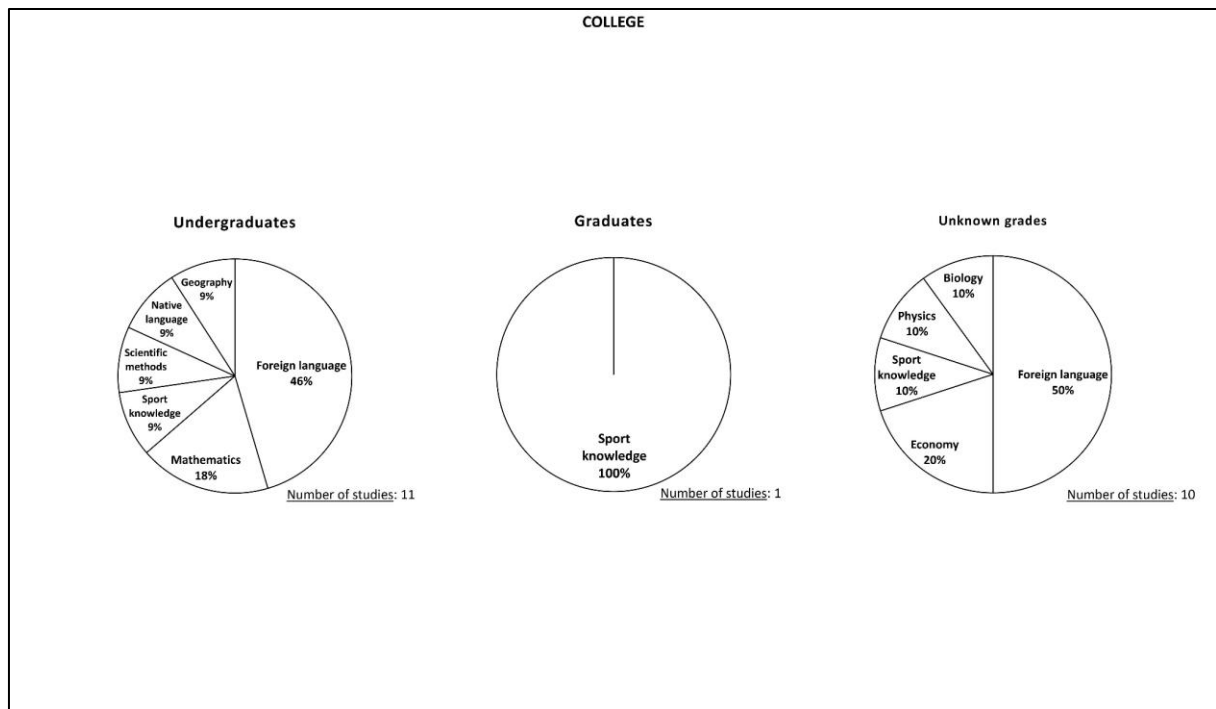 COLLEGE
Undergraduates
Geography
9%
Native
language
9%
Scientific
methods
9%
Sport
knowledge
9%
Mathematics
18%
Foreign language
46%
Number of studies: 11
Graduates
Sport
knowledge
100%
Number of studies: 1
Unknown grades
Biology
10%
Physics
10%
Sport
knowledge
10%
Economy
20%
Foreign language
50%
Number of studies: 10